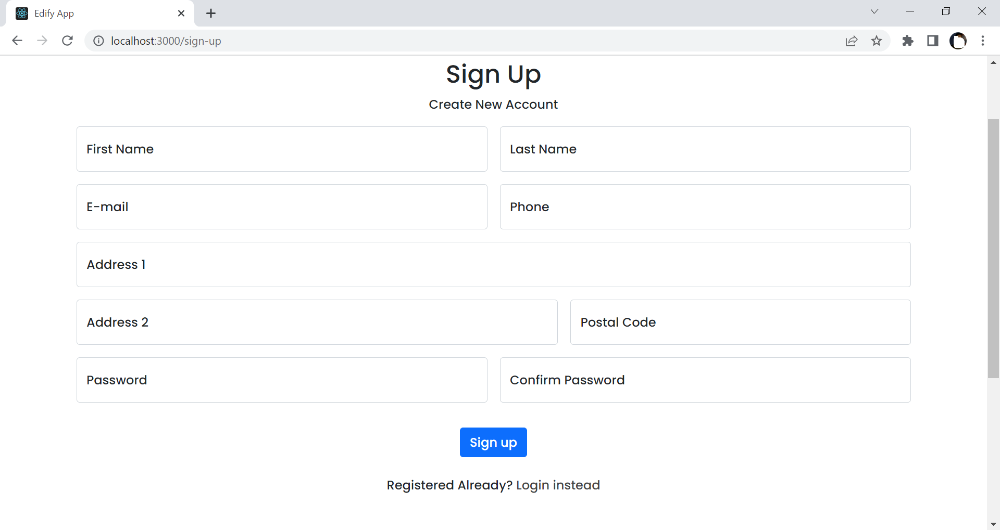 Edify App
localhost:3000/sign-up
Sign Up
Create New Account
First Name
Last Name
E-mail
Phone
Address 1
Address 2
Postal Code
Password
Confirm Password
Sign up
Registered Already? Login instead